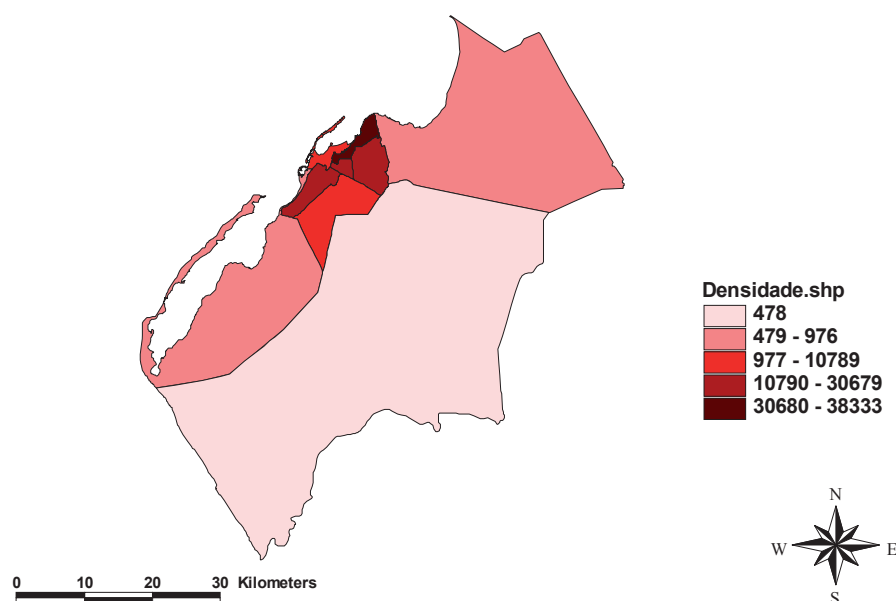 Densidade.shp
478
479 - 976
977 - 10789
10790 - 30679
30680 - 38333
N
W E
S
0 10 20 30 Kilometers